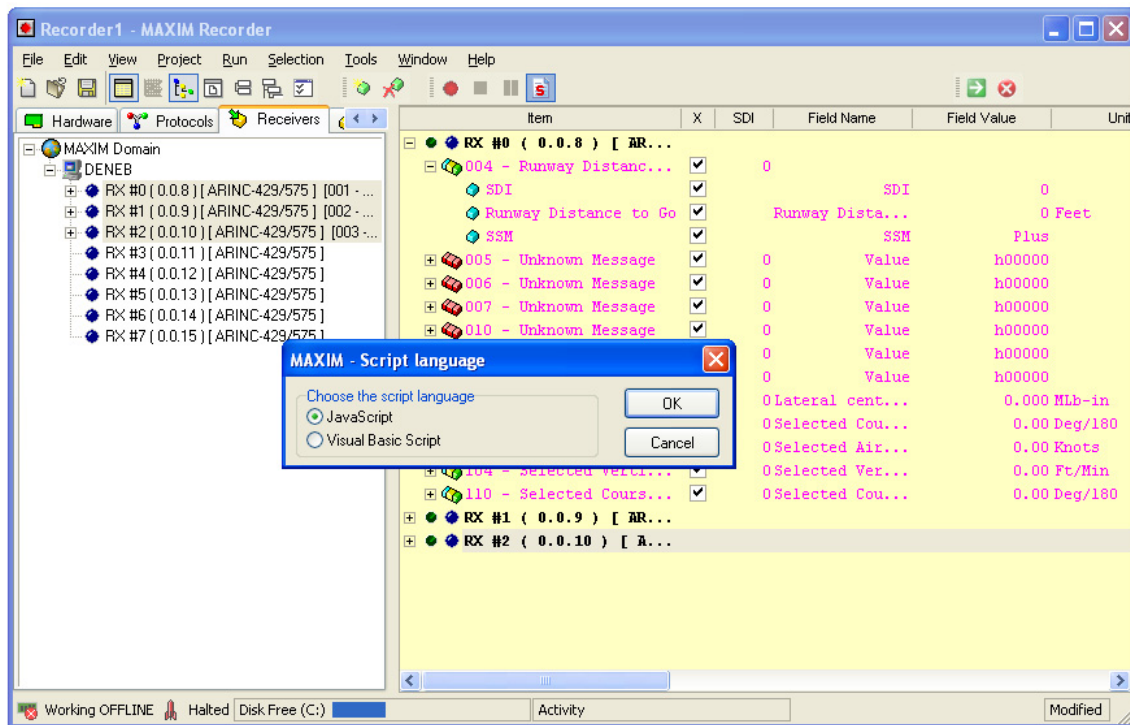 Recorder1 - MAXIM Recorder
File Edit View Project Run Selection Tools Window Help
Hardware Protocols Receivers
Item X SDI Field Name Field Value Unit
MAXIM Domain
DENEB
RX #0 ( 0.0.8 ) [ ARINC-429/575 ] [001 - ...
RX #1 ( 0.0.9 ) [ ARINC-429/575 ] [002 - ...
RX #2 ( 0.0.10 ) [ ARINC-429/575 ] [003 -...
RX #3 ( 0.0.11 ) [ ARINC-429/575 ]
RX #4 ( 0.0.12 ) [ ARINC-429/575 ]
RX #5 ( 0.0.13 ) [ ARINC-429/575 ]
RX #6 ( 0.0.14 ) [ ARINC-429/575 ]
RX #7 ( 0.0.15 ) [ ARINC-429/575 ]
RX #0 ( 0.0.8 ) [ AR...
004 - Runway Distanc... 0
SDI SDI 0
Runway Distance to Go Runway Dista... 0 Feet
SSM SSM Plus
005 - Unknown Message 0 Value h00000
006 - Unknown Message 0 Value h00000
007 - Unknown Message 0 Value h00000
010 - Unknown Message 0 Value h00000
0 Value h00000
0 Value h00000
0 Lateral cent... 0.000 MLb-in
0 Selected Cou... 0.00 Deg/180
0 Selected Air... 0.00 Knots
104 - Selected Verti... 0 Selected Ver... 0.00 Ft/Min
110 - Selected Cours... 0 Selected Cou... 0.00 Deg/180
RX #1 ( 0.0.9 ) [ AR...
RX #2 ( 0.0.10 ) [ A...
MAXIM - Script language
Choose the script language
JavaScript
Visual Basic Script
OK
Cancel
Working OFFLINE Halted Disk Free (C:) Activity Modified